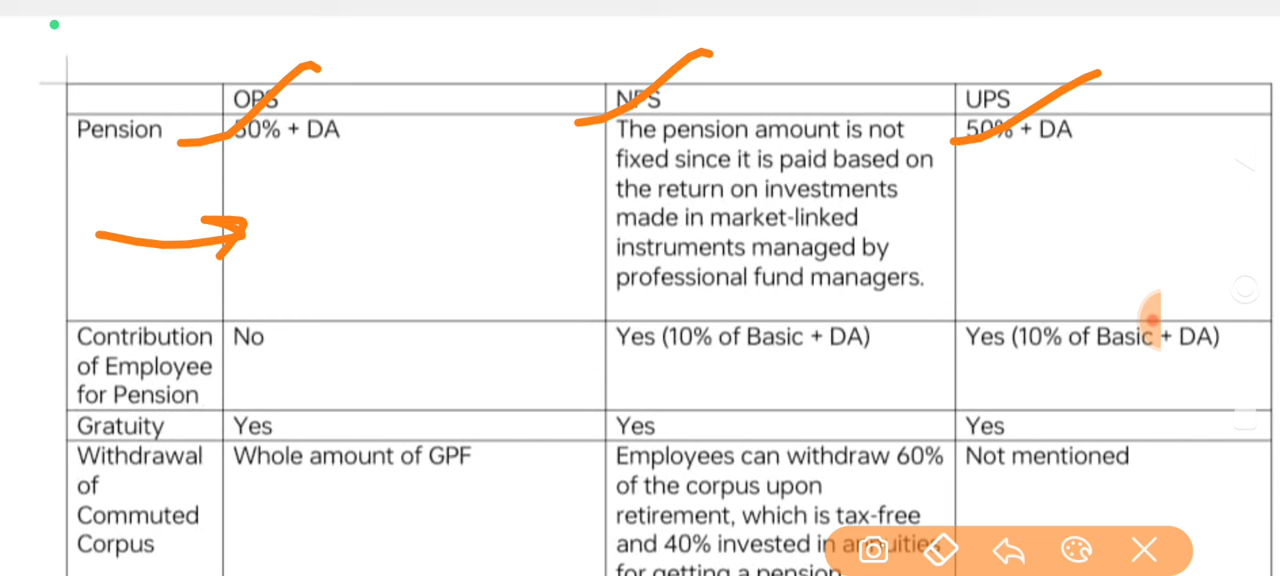 OPS NPS UPS
Pension 50% + DA The pension amount is not 50% + DA
fixed since it is paid based on
the return on investments
made in market-linked
instruments managed by
professional fund managers.
Contribution No Yes (10% of Basic + DA) Yes (10% of Basic + DA)
of Employee
for Pension
Gratuity Yes Yes Yes
Withdrawal Whole amount of GPF Employees can withdraw 60% Not mentioned
of of the corpus upon
Commuted retirement, which is tax-free
Corpus and 40% invested in annuities
for getting a pension